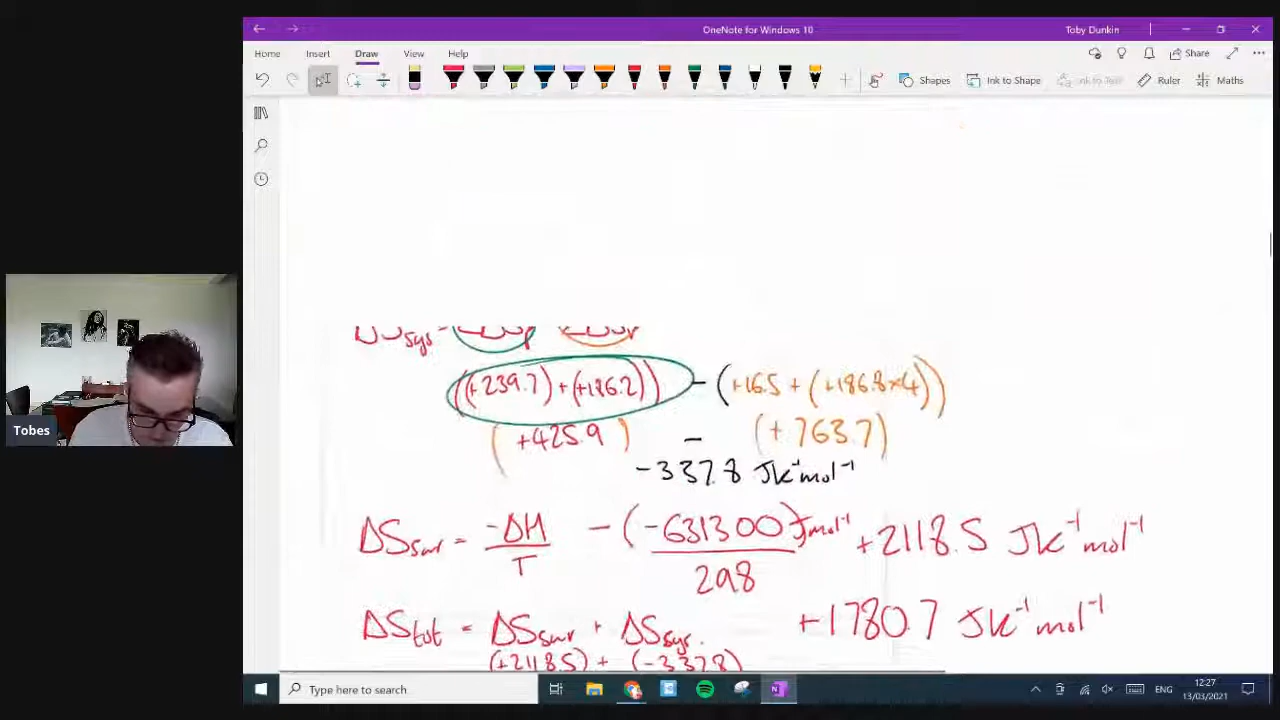 OneNote for Windows 10
Toby Dunkin
Home Insert Draw View Help
Share
Shapes Ink to Shape Ink to Text Ruler Maths
ΔSsys =
((+239.7) + (+186.2)) - (+16.5 + (+186.8×4))
(+425.9) - (+763.7)
-337.8 Jk⁻¹mol⁻¹
ΔSsurr = -ΔH / T -(-631300) Jmol⁻¹ / 298 +2118.5 Jk⁻¹mol⁻¹
ΔStot = ΔSsurr + ΔSsys. +1780.7 Jk⁻¹mol⁻¹
(+2118.5) + (-337.8)
Tobes
Type here to search
ENG
12:27
13/03/2021